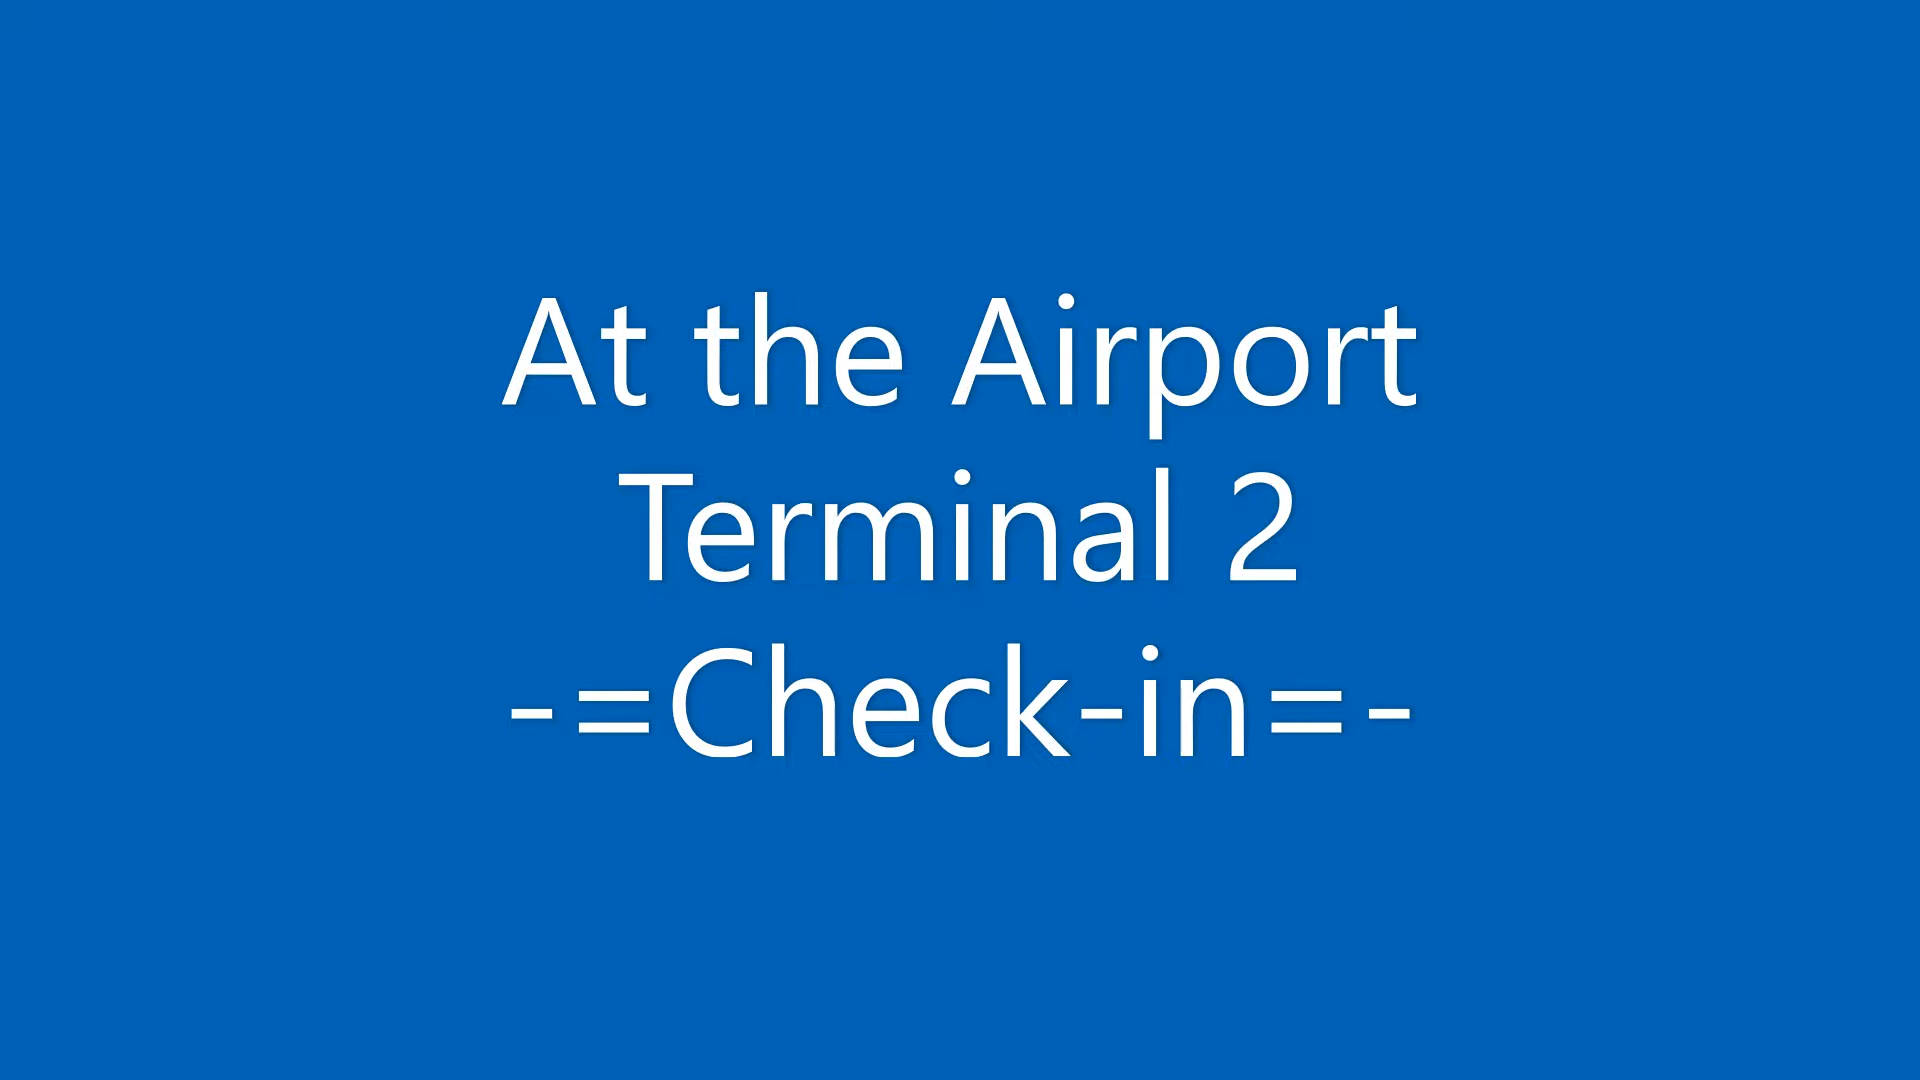 At the Airport
Terminal 2
-=Check-in=-